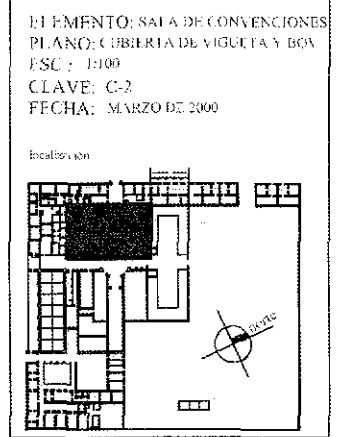 ELEMENTO: SALA DE CONVENCIONES
PLANO: CUBIERTA DE VIGUETA Y BOV
ESC : 1:100
CLAVE: C-2
FECHA: MARZO DE 2000
localización
norte